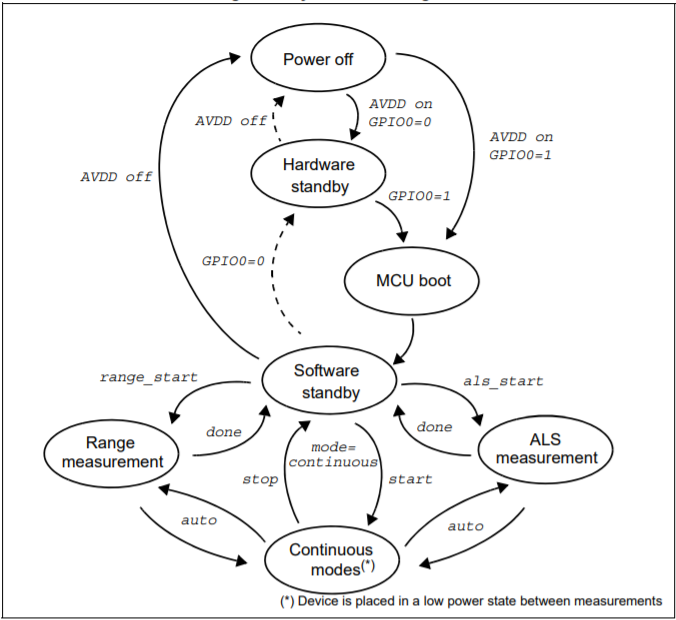 Power off
AVDD off
AVDD on
GPIO0=0
AVDD on
GPIO0=1
Hardware
standby
AVDD off
GPIO0=1
GPIO0=0
MCU boot
Software
standby
range_start
als_start
done
done
Range
measurement
mode=
continuous
ALS
measurement
stop
start
auto
auto
Continuous
modes(*)
(*) Device is placed in a low power state between measurements